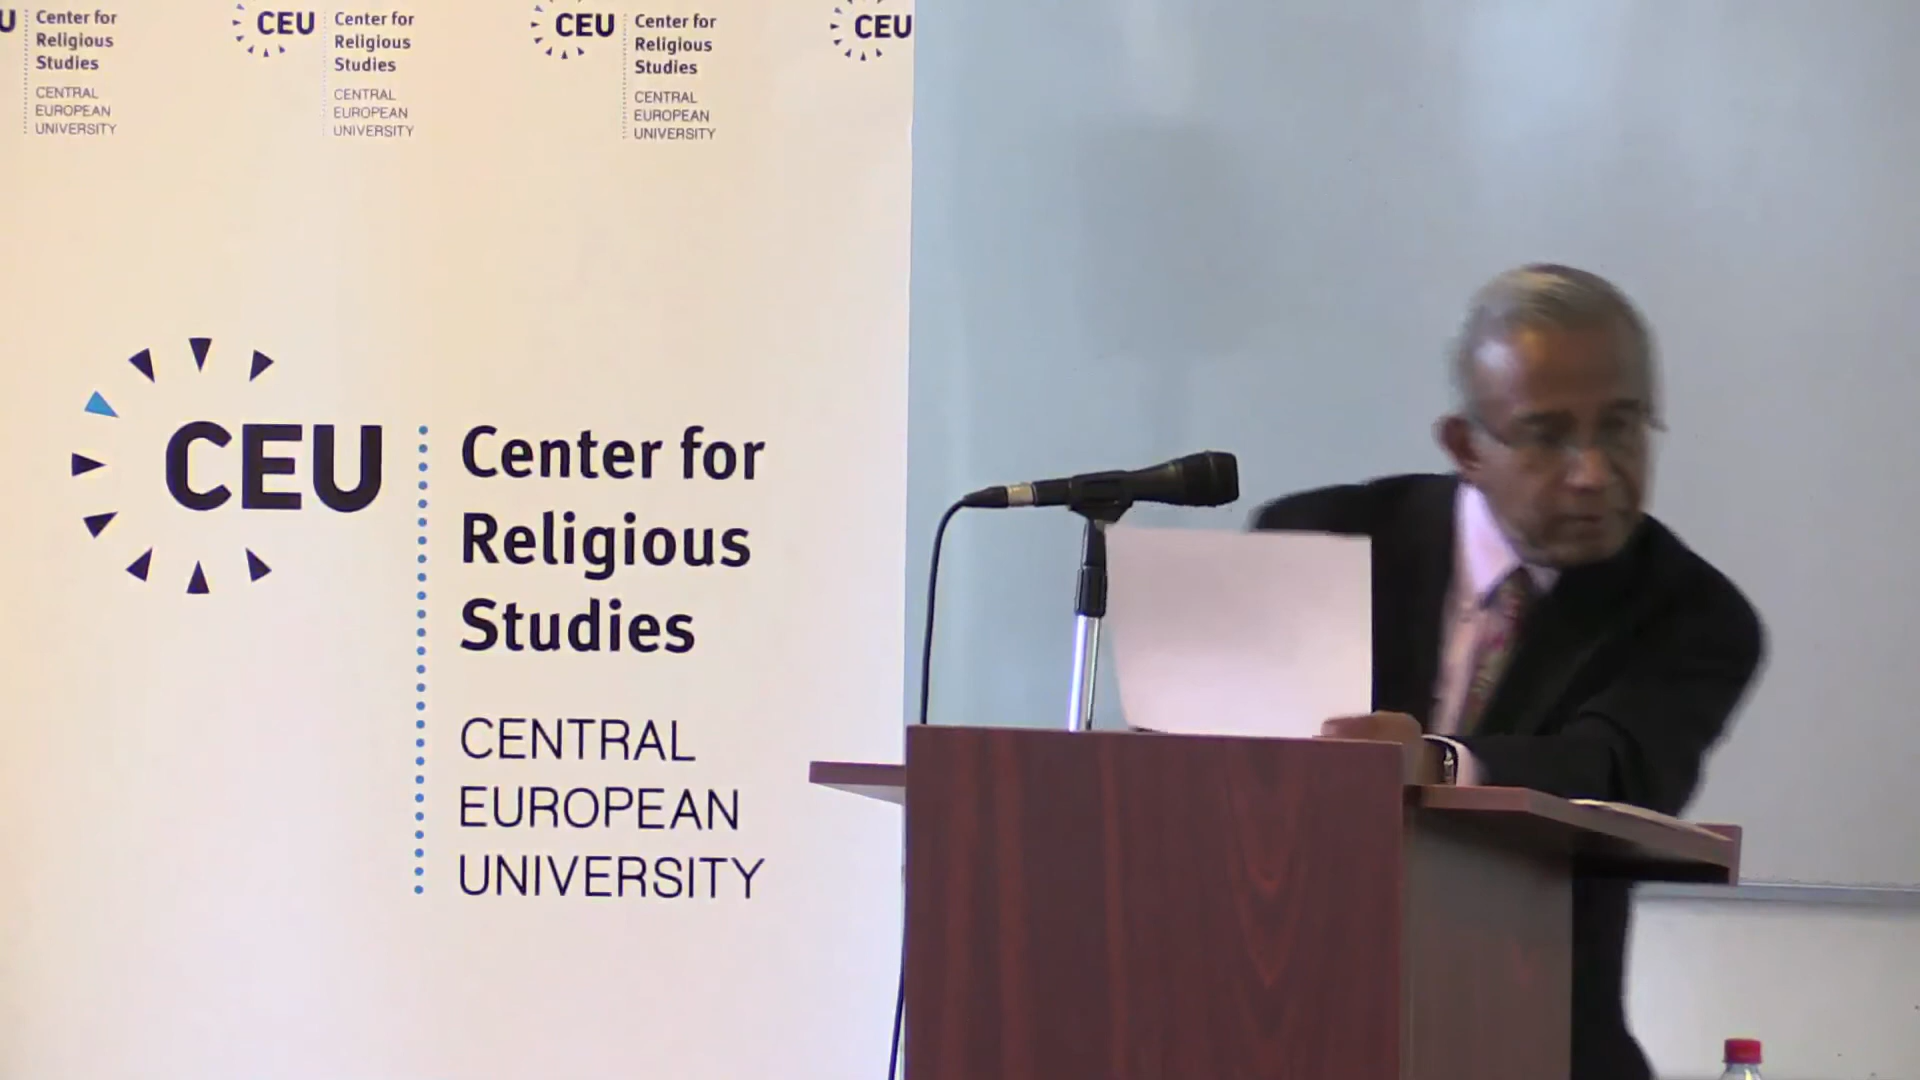 U
Center for
Religious
Studies
CENTRAL
EUROPEAN
UNIVERSITY
CEU
Center for
Religious
Studies
CENTRAL
EUROPEAN
UNIVERSITY
CEU
Center for
Religious
Studies
CENTRAL
EUROPEAN
UNIVERSITY
CEU
CEU
Center for
Religious
Studies
CENTRAL
EUROPEAN
UNIVERSITY